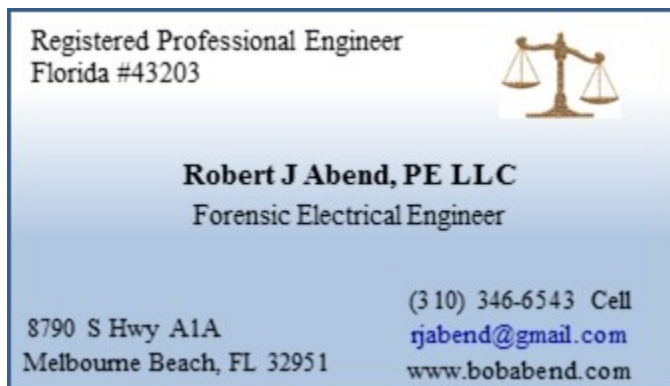 Registered Professional Engineer
Florida #43203
Robert J Abend, PE LLC
Forensic Electrical Engineer
(310) 346-6543 Cell
8790 S Hwy A1A
rjabend@gmail.com
Melbourne Beach, FL 32951
www.bobabend.com